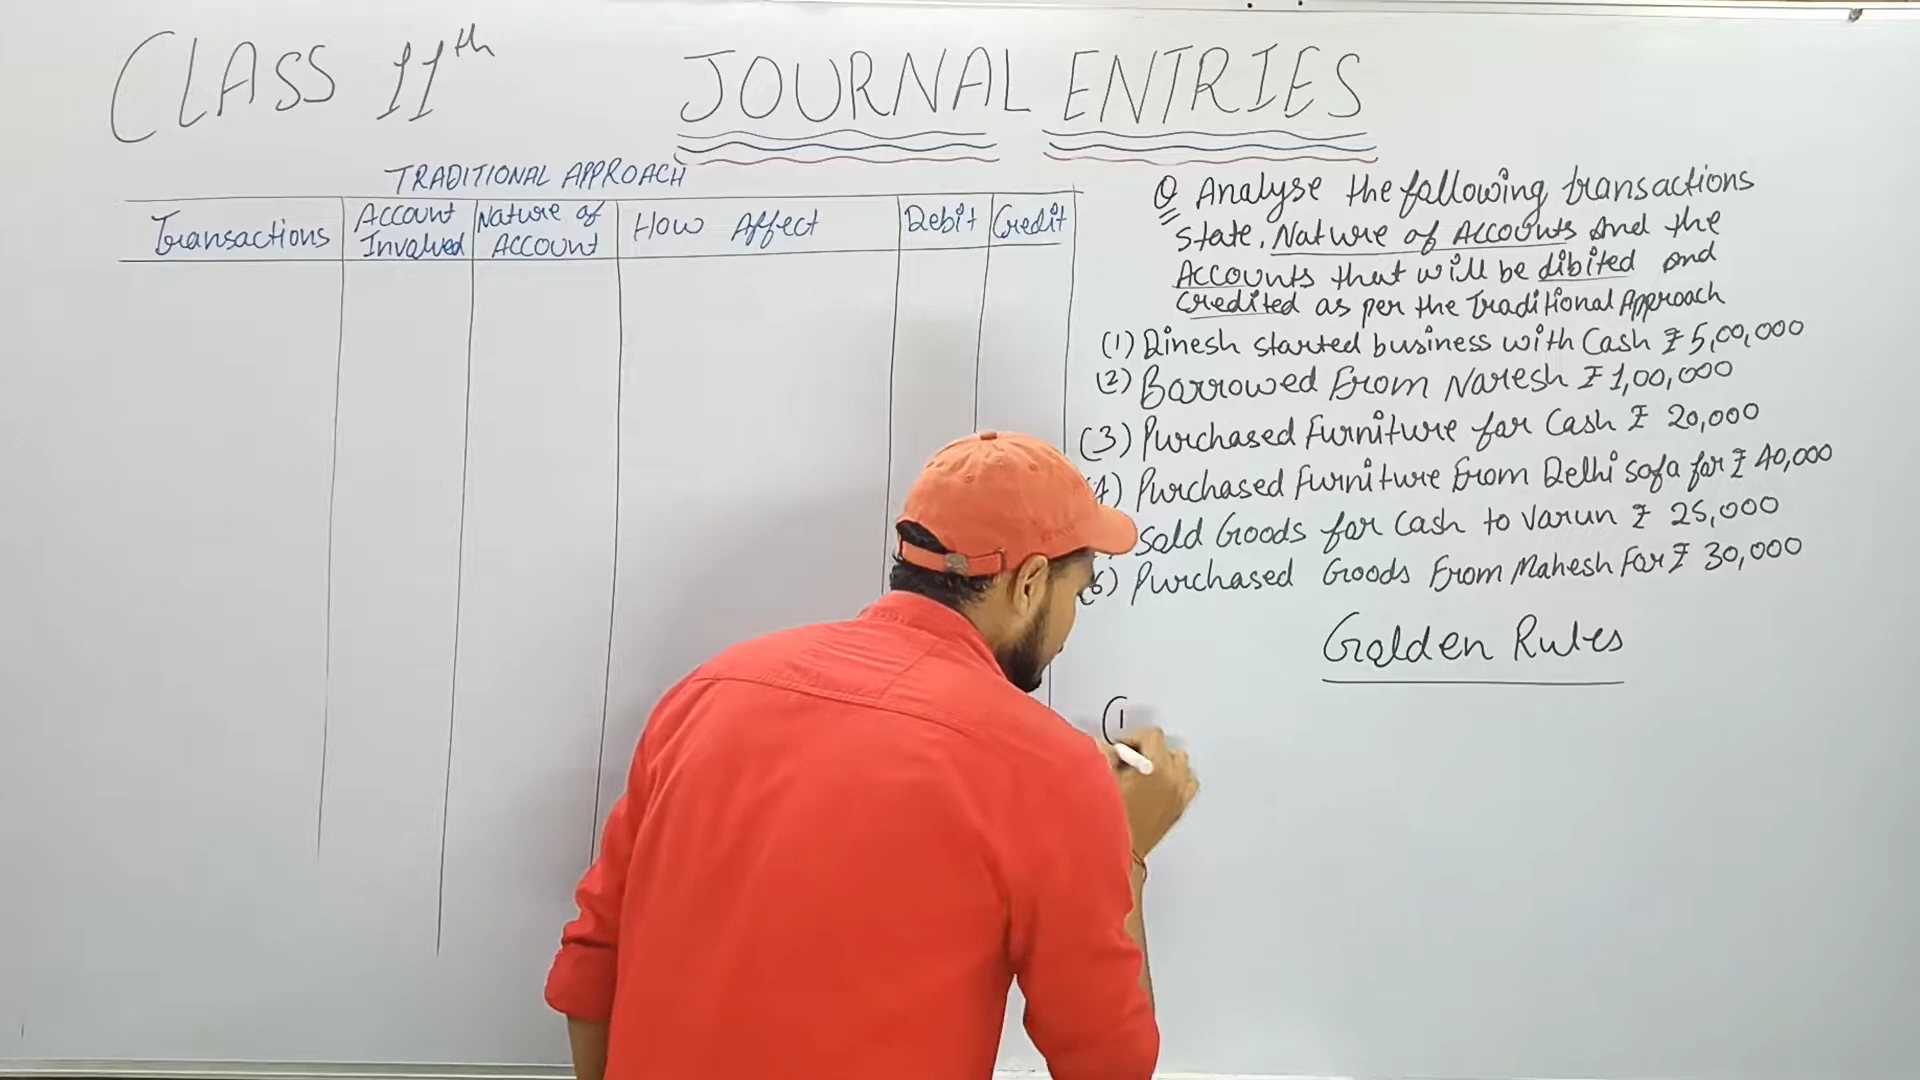 CLASS 11th
JOURNAL ENTRIES
TRADITIONAL APPROACH
Transactions
Account Involved
Nature of Account
How Affect
Debit
Credit
Q Analyse the following transactions
State, Nature of Accounts and the
Accounts that will be dibited and
Credited as per the Traditional Approach
(1) Dinesh started business with Cash ₹ 5,00,000
(2) Barrowed From Naresh ₹ 1,00,000
(3) Purchased Furniture for Cash ₹ 20,000
4) Purchased Furniture From Delhi Sofa for ₹ 40,000
Sold Goods for Cash to Varun ₹ 25,000
6) Purchased Goods From Mahesh For ₹ 30,000
Golden Rules
(1